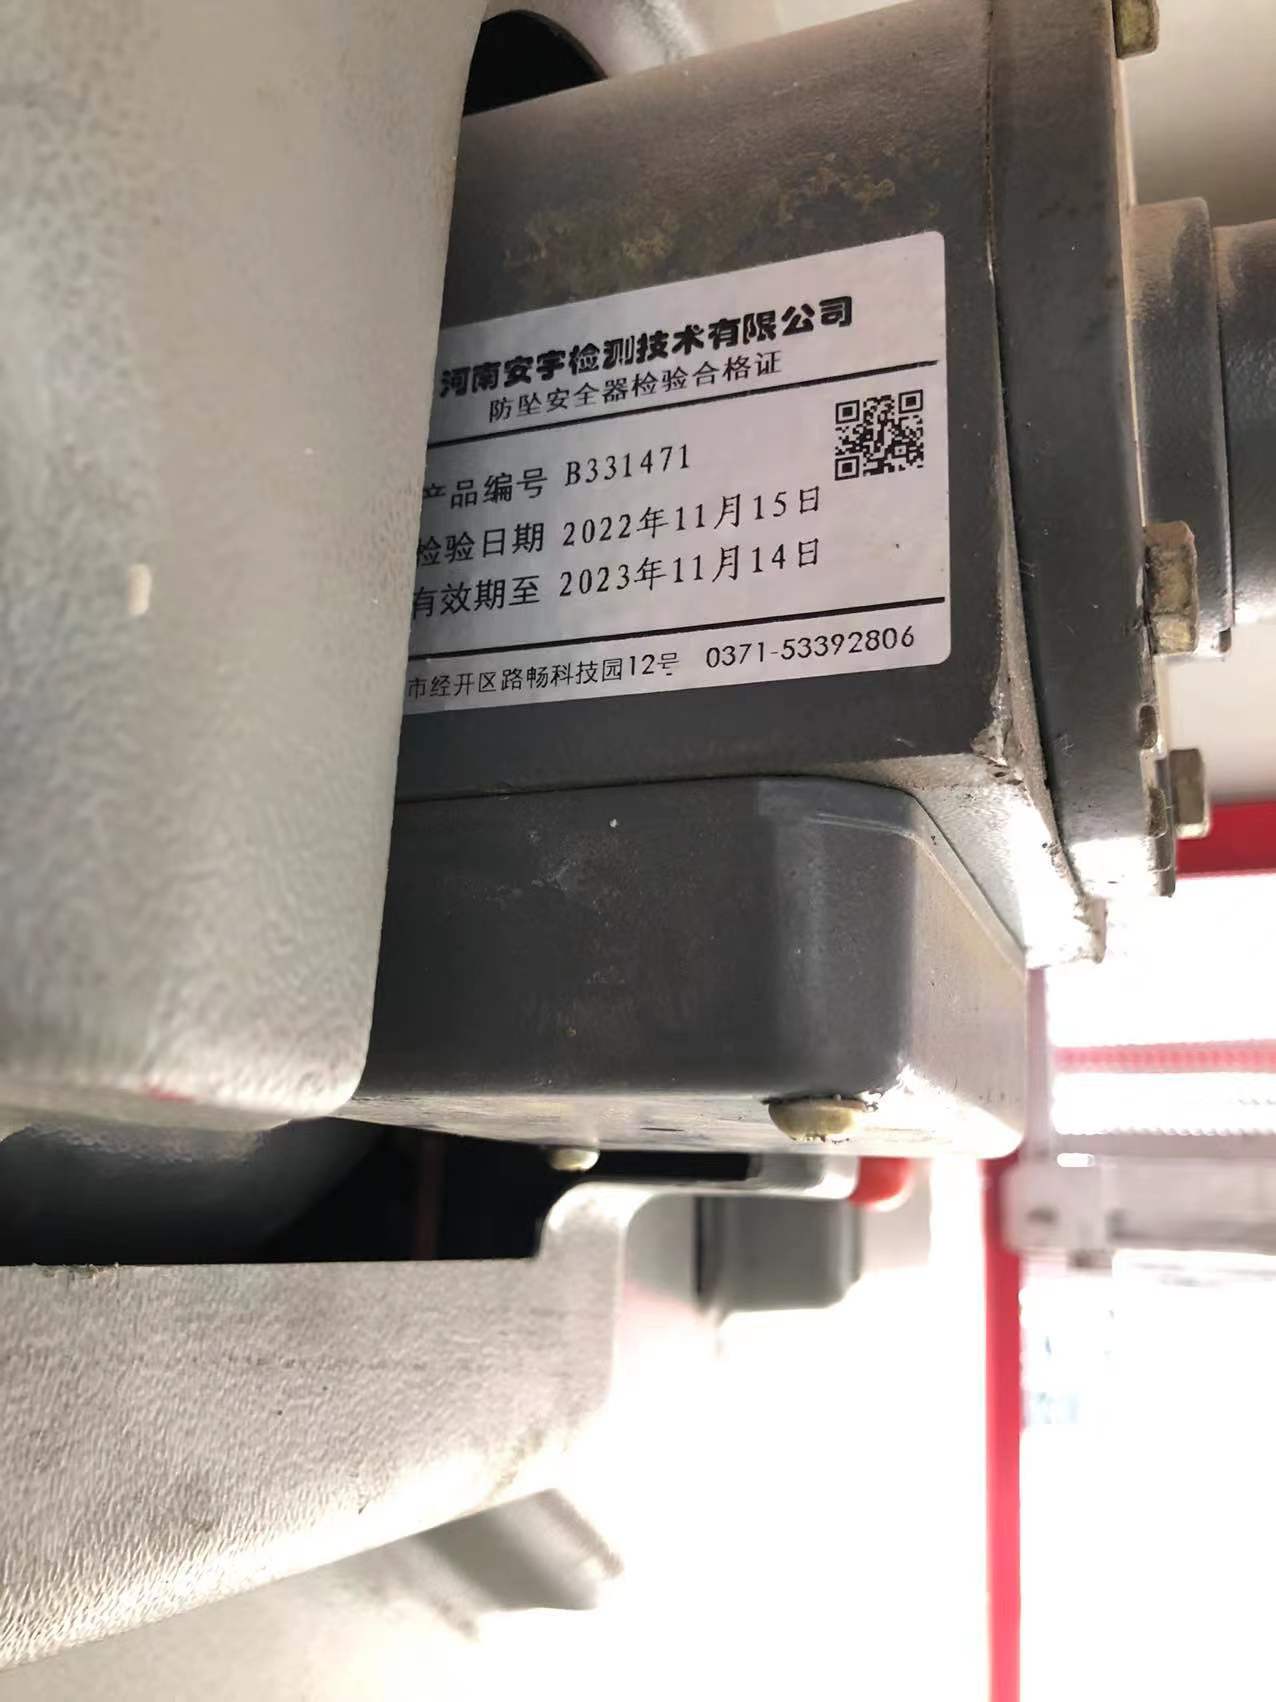 河南安宇检测技术有限公司
防坠安全器检验合格证
产品编号 B331471
检验日期 2022年11月15日
有效期至 2023年11月14日
市经开区路畅科技园12号 0371-53392806